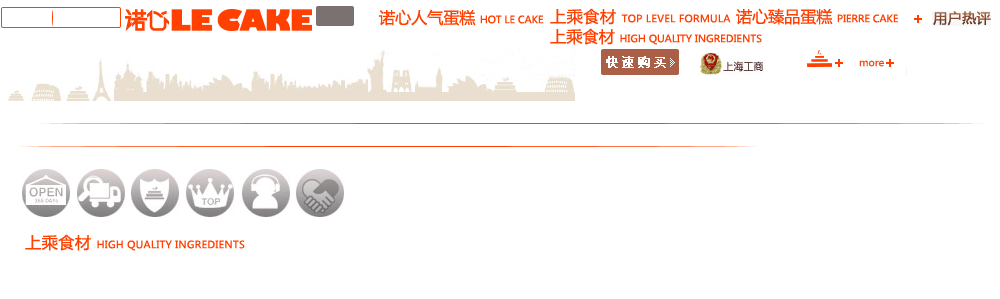 诺心LE CAKE
诺心人气蛋糕 HOT LE CAKE
上乘食材 TOP LEVEL FORMULA
诺心臻品蛋糕 PIERRE CAKE
+ 用户热评
上乘食材 HIGH QUALITY INGREDIENTS
快速购买
上海工商
+
more+
OPEN
365 DAYS
TOP
上乘食材 HIGH QUALITY INGREDIENTS